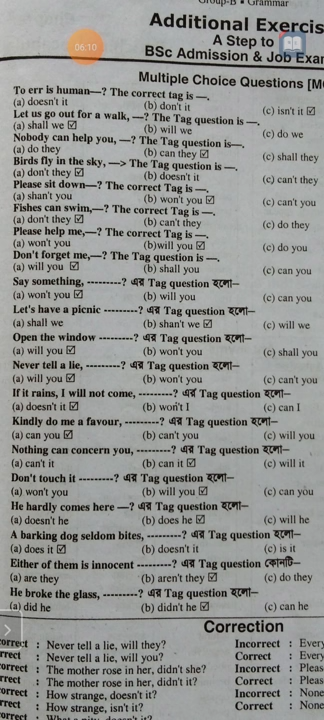 Group-B • Grammar
Additional Exercis
A Step to
BSc Admission & Job Exan
06:10
Multiple Choice Questions [M
To err is human—? The correct tag is —.
(a) doesn't it (b) don't it (c) isn't it ☑
Let us go out for a walk, —? The Tag question is —.
(a) shall we ☑ (b) will we (c) do we
Nobody can help you, —? The Tag question is—.
(a) do they (b) can they ☑ (c) shall they
Birds fly in the sky, —> The Tag question is —.
(a) don't they ☑ (b) doesn't it (c) can't they
Please sit down—? The correct Tag is —.
(a) shan't you (b) won't you ☑ (c) can't you
Fishes can swim,—? The correct Tag is —.
(a) don't they ☑ (b) can't they (c) do they
Please help me,—? The correct Tag is —.
(a) won't you (b)will you ☑ (c) do you
Don't forget me,—? The Tag question is —.
(a) will you ☑ (b) shall you (c) can you
Say something, ---------? এর Tag question হলো—
(a) won't you ☑ (b) will you (c) can you
Let's have a picnic ---------? এর Tag question হলো—
(a) shall we (b) shan't we ☑ (c) will we
Open the window ---------? এর Tag question হলো—
(a) will you ☑ (b) won't you (c) shall you
Never tell a lie, ---------? এর Tag question হলো—
(a) will you ☑ (b) won't you (c) can't you
If it rains, I will not come, ---------? এর Tag question হলো—
(a) doesn't it ☑ (b) won't I (c) can I
Kindly do me a favour, ---------? এর Tag question হলো—
(a) can you ☑ (b) can't you (c) will you
Nothing can concern you, ---------? এর Tag question হলো—
(a) can't it (b) can it ☑ (c) will it
Don't touch it ---------? এর Tag question হলো—
(a) won't you (b) will you ☑ (c) can you
He hardly comes here —? এর Tag question হলো—
(a) doesn't he (b) does he ☑ (c) will he
A barking dog seldom bites, ---------? এর Tag question হলো—
(a) does it ☑ (b) doesn't it (c) is it
Either of them is innocent ---------? এর Tag question কোনটি—
(a) are they (b) aren't they ☑ (c) do they
He broke the glass, ---------? এর Tag question হলো—
(a) did he (b) didn't he ☑ (c) can he
Correction
orrect : Never tell a lie, will they? Incorrect : Every
rrect : Never tell a lie, will you? Correct : Every
orrect : The mother rose in her, didn't she? Incorrect : Pleas
rrect : The mother rose in her, didn't it? Correct : Pleas
orrect : How strange, doesn't it? Incorrect : None
rrect : How strange, isn't it? Correct : None